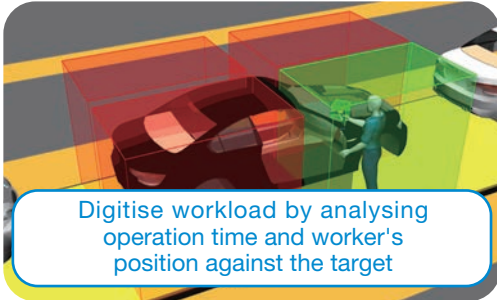 Digitise workload by analysing
operation time and worker's
position against the target